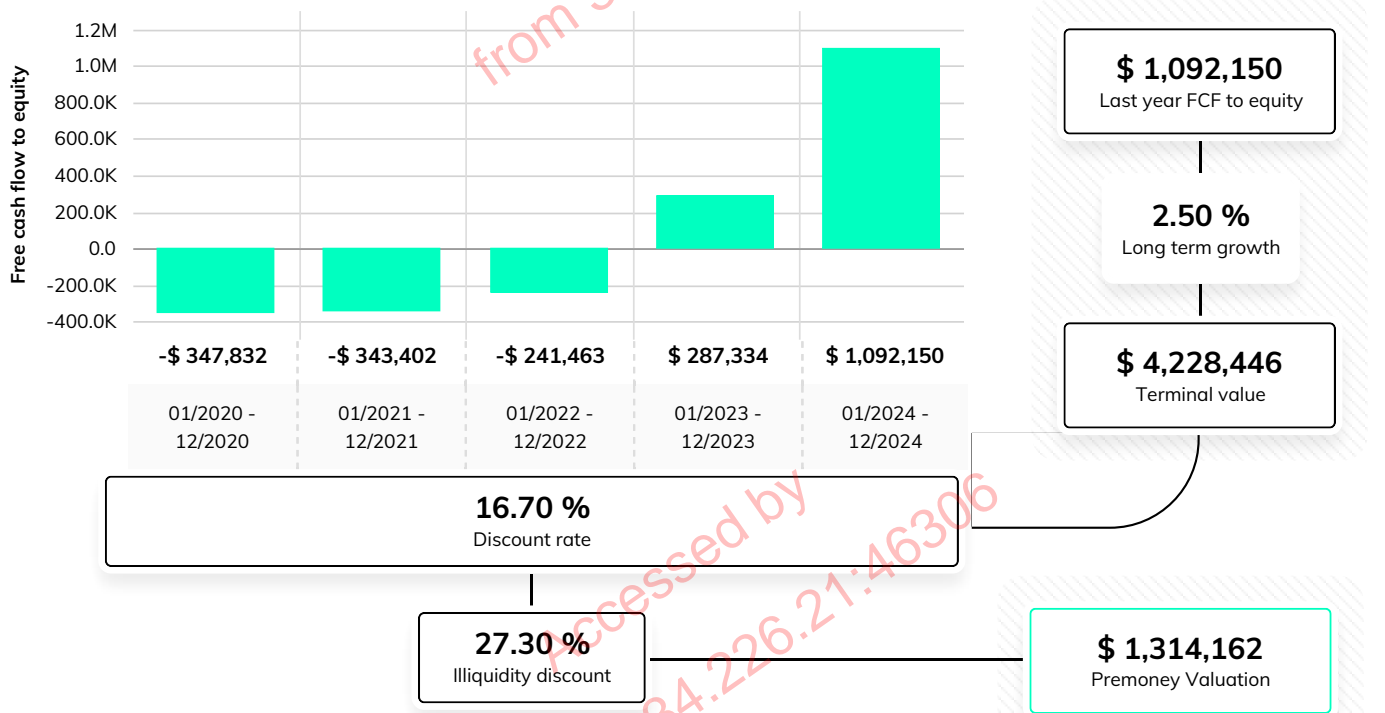 Free cash flow to equity
1.2M
1.0M
800.0K
600.0K
400.0K
200.0K
0.0
-200.0K
-400.0K
-$ 347,832
-$ 343,402
-$ 241,463
$ 287,334
$ 1,092,150
01/2020 -
12/2020
01/2021 -
12/2021
01/2022 -
12/2022
01/2023 -
12/2023
01/2024 -
12/2024
16.70 %
Discount rate
27.30 %
Illiquidity discount
$ 1,092,150
Last year FCF to equity
2.50 %
Long term growth
$ 4,228,446
Terminal value
$ 1,314,162
Premoney Valuation
from
Accessed by
34.226.21:46306